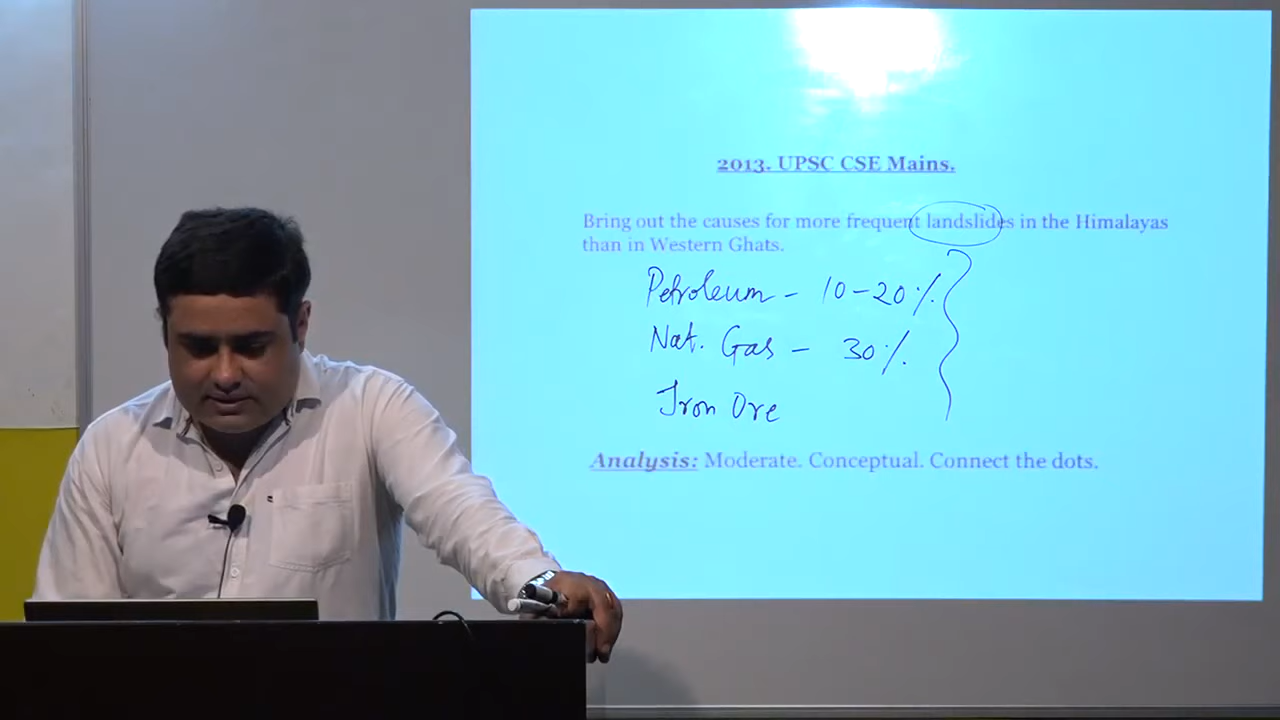 2013. UPSC CSE Mains.
Bring out the causes for more frequent landslides in the Himalayas
than in Western Ghats.
Petroleum - 10-20%
Nat. Gas - 30%
Iron Ore
Analysis: Moderate. Conceptual. Connect the dots.